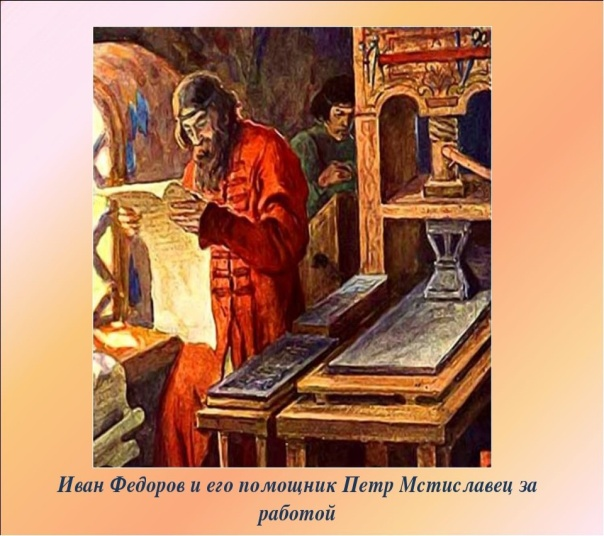 Иван Федоров и его помощник Петр Мстиславец за
работой